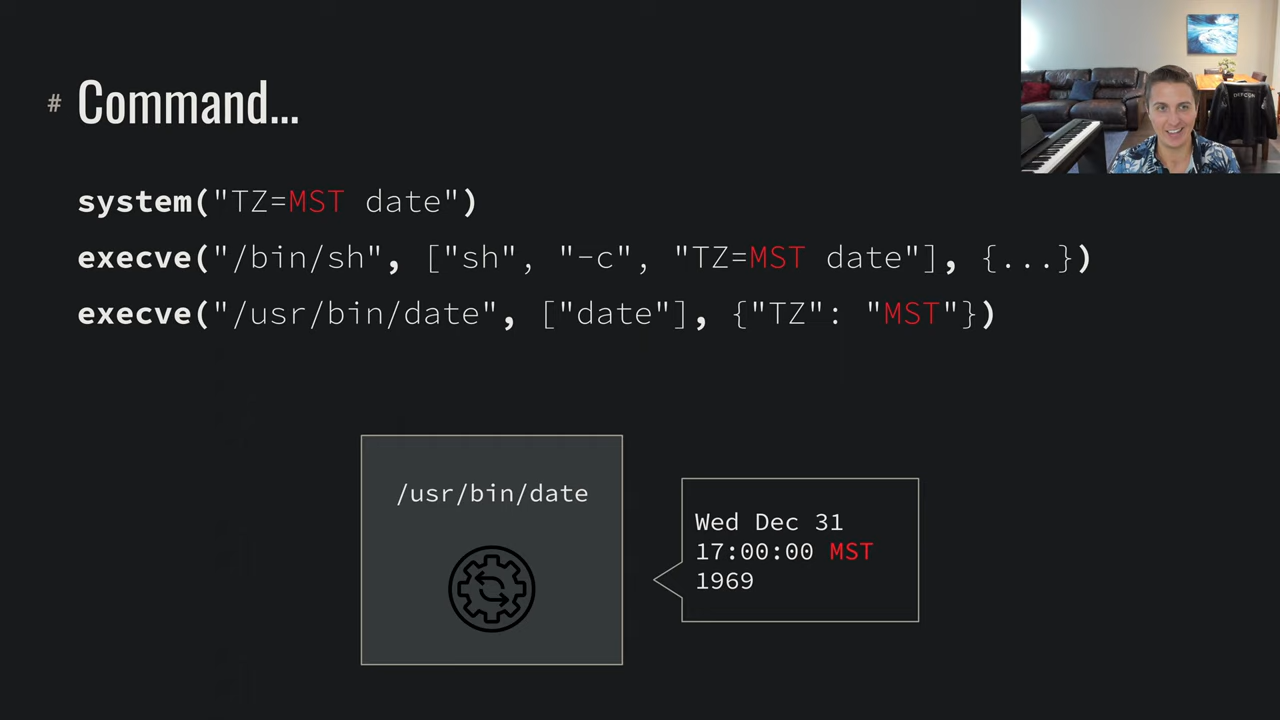 # Command...
system("TZ=MST date")
execve("/bin/sh", ["sh", "-c", "TZ=MST date"], {...})
execve("/usr/bin/date", ["date"], {"TZ": "MST"})
/usr/bin/date
Wed Dec 31
17:00:00 MST
1969
DEFCON